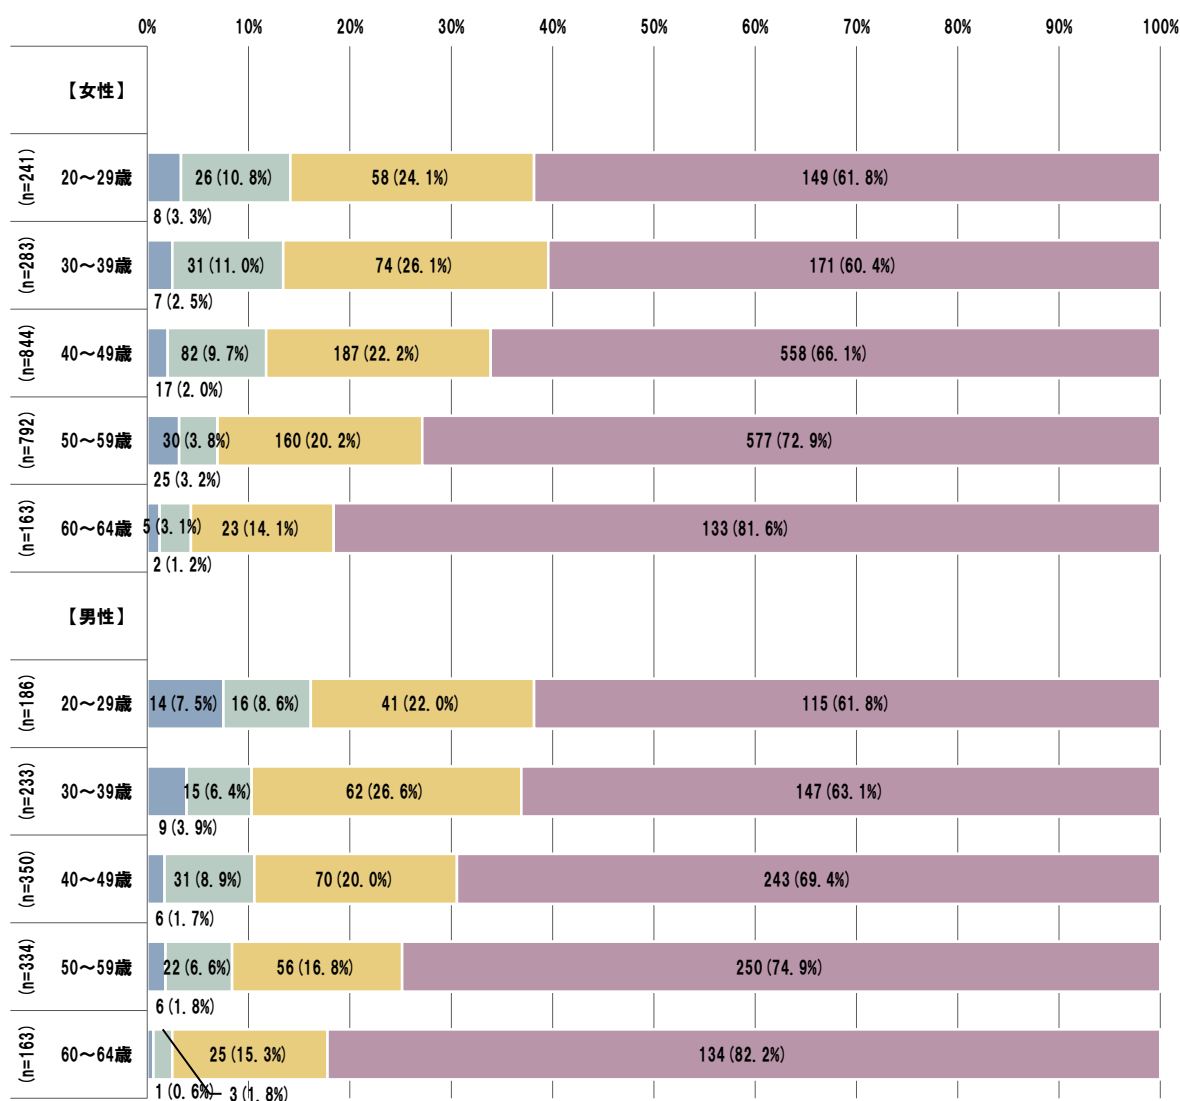 0% 10% 20% 30% 40% 50% 60% 70% 80% 90% 100%
【女性】
(n=241) 20～29歳 26(10.8%) 58(24.1%) 149(61.8%)
8(3.3%)
(n=283) 30～39歳 31(11.0%) 74(26.1%) 171(60.4%)
7(2.5%)
(n=844) 40～49歳 82(9.7%) 187(22.2%) 558(66.1%)
17(2.0%)
(n=792) 50～59歳 30(3.8%) 160(20.2%) 577(72.9%)
25(3.2%)
(n=163) 60～64歳 5(3.1%) 23(14.1%) 133(81.6%)
2(1.2%)
【男性】
(n=186) 20～29歳 14(7.5%) 16(8.6%) 41(22.0%) 115(61.8%)
(n=233) 30～39歳 15(6.4%) 62(26.6%) 147(63.1%)
9(3.9%)
(n=350) 40～49歳 31(8.9%) 70(20.0%) 243(69.4%)
6(1.7%)
(n=334) 50～59歳 22(6.6%) 56(16.8%) 250(74.9%)
6(1.8%)
(n=163) 60～64歳 25(15.3%) 134(82.2%)
1(0.6%) 3(1.8%)